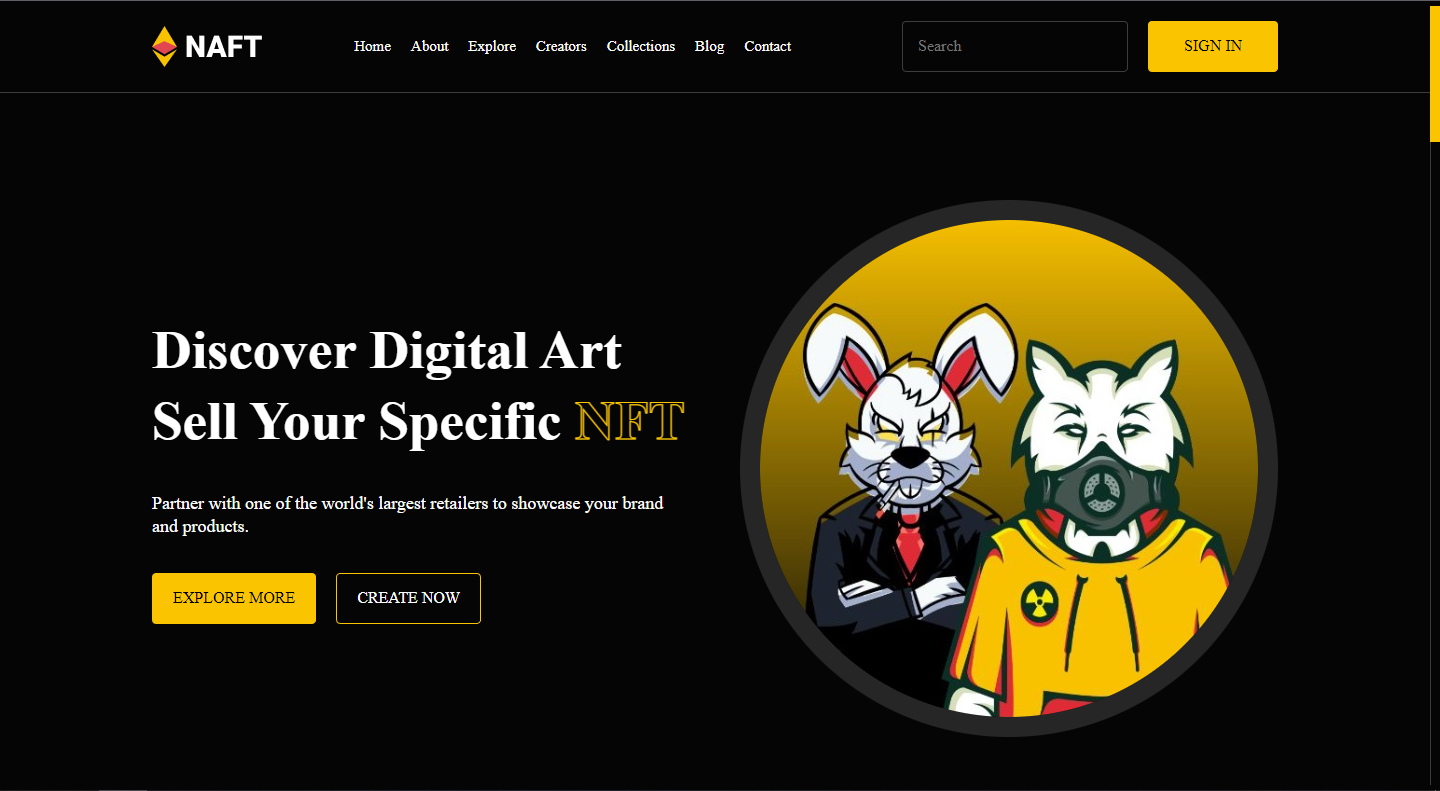 NAFT
Home About Explore Creators Collections Blog Contact
Search
SIGN IN
Discover Digital Art
Sell Your Specific NFT
Partner with one of the world's largest retailers to showcase your brand
and products.
EXPLORE MORE
CREATE NOW